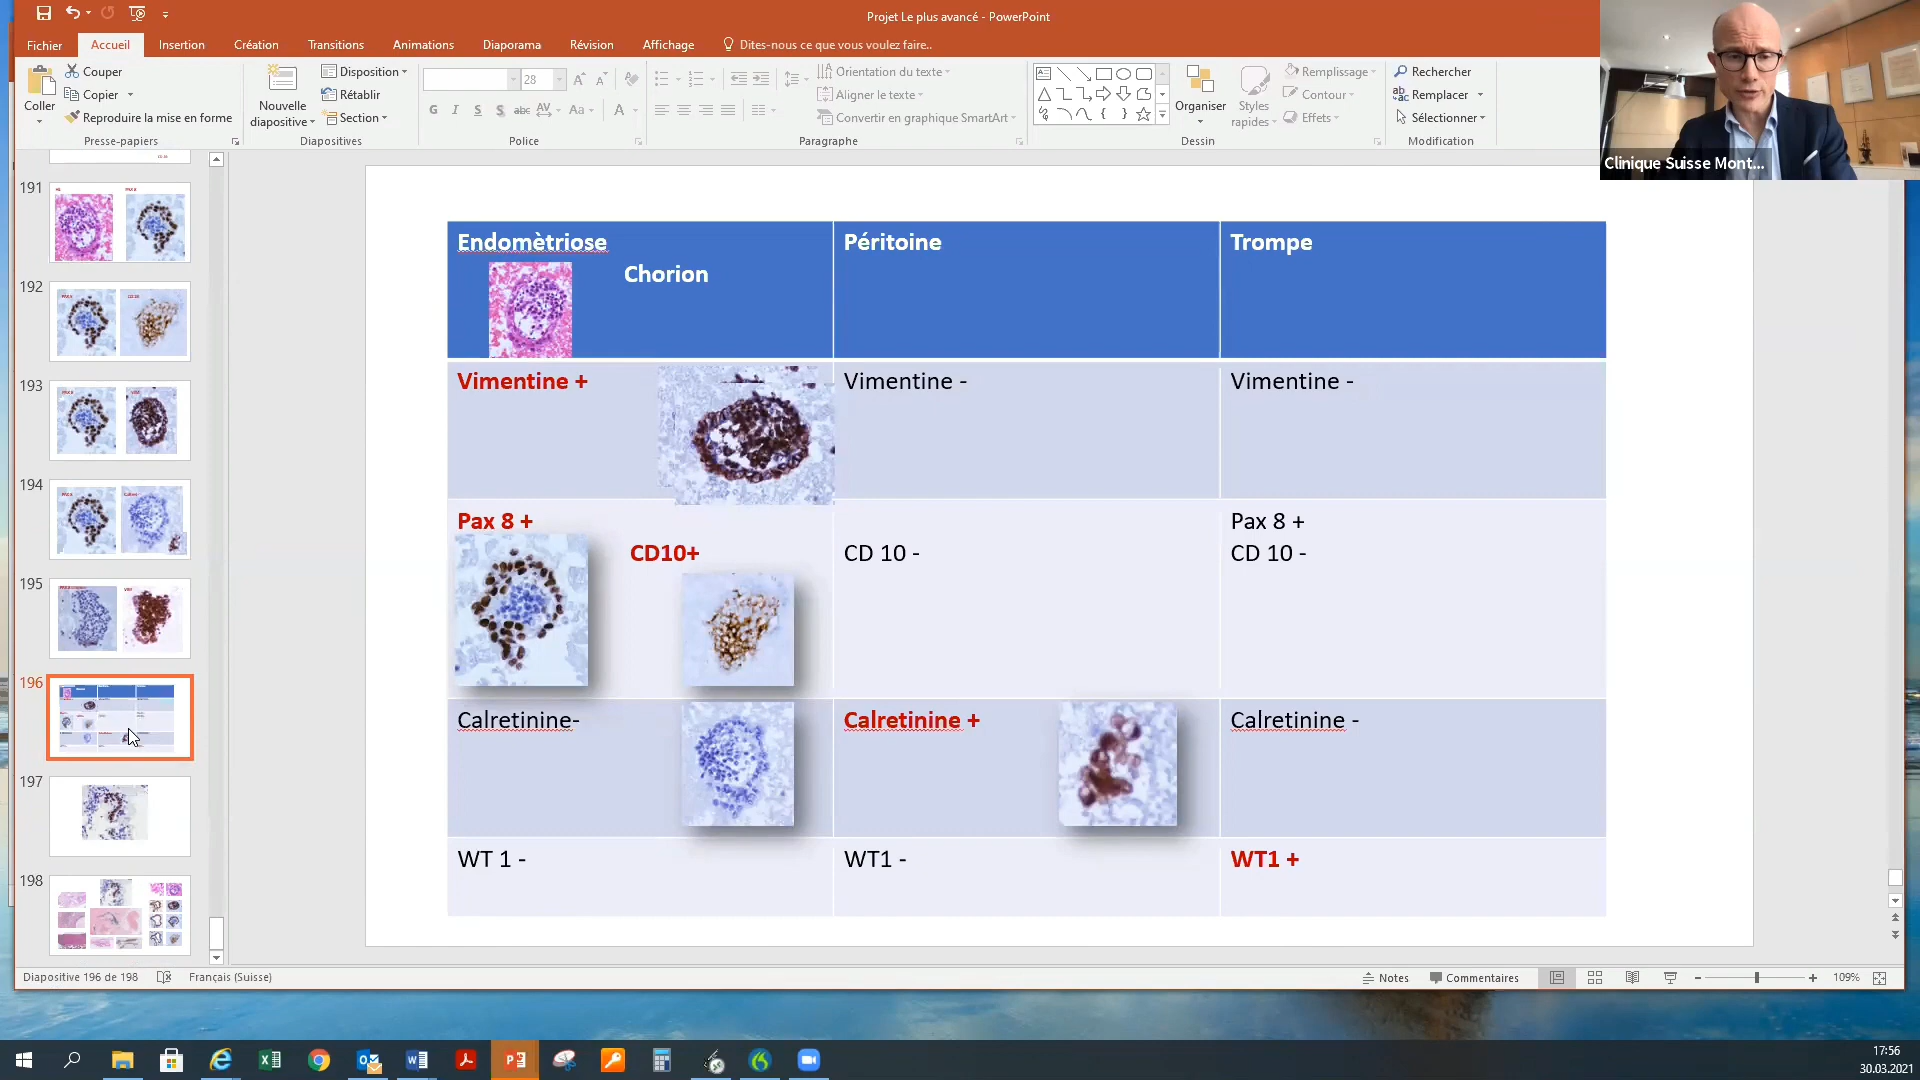 Projet Le plus avancé - PowerPoint
Fichier Accueil Insertion Création Transitions Animations Diaporama Révision Affichage Dites-nous ce que vous voulez faire..
Coller
Couper
Copier
Reproduire la mise en forme
Presse-papiers
Nouvelle
diapositive
Disposition
Rétablir
Section
Diapositives
28
G I S S abc AV Aa A
Police
Orientation du texte
Aligner le texte
Convertir en graphique SmartArt
Paragraphe
Organiser
Styles
rapides
Remplissage
Contour
Effets
Dessin
Rechercher
Remplacer
Sélectionner
Modification
Clinique Suisse Mont...
191
192
193
194
195
196
197
198
Endomètriose
Chorion
Péritoine
Trompe
Vimentine +
Vimentine -
Vimentine -
Pax 8 +
CD10+
CD 10 -
Pax 8 +
CD 10 -
Calretinine-
Calretinine +
Calretinine -
WT 1 -
WT1 -
WT1 +
Diapositive 196 de 198
Français (Suisse)
Notes
Commentaires
109%
17:56
30.03.2021